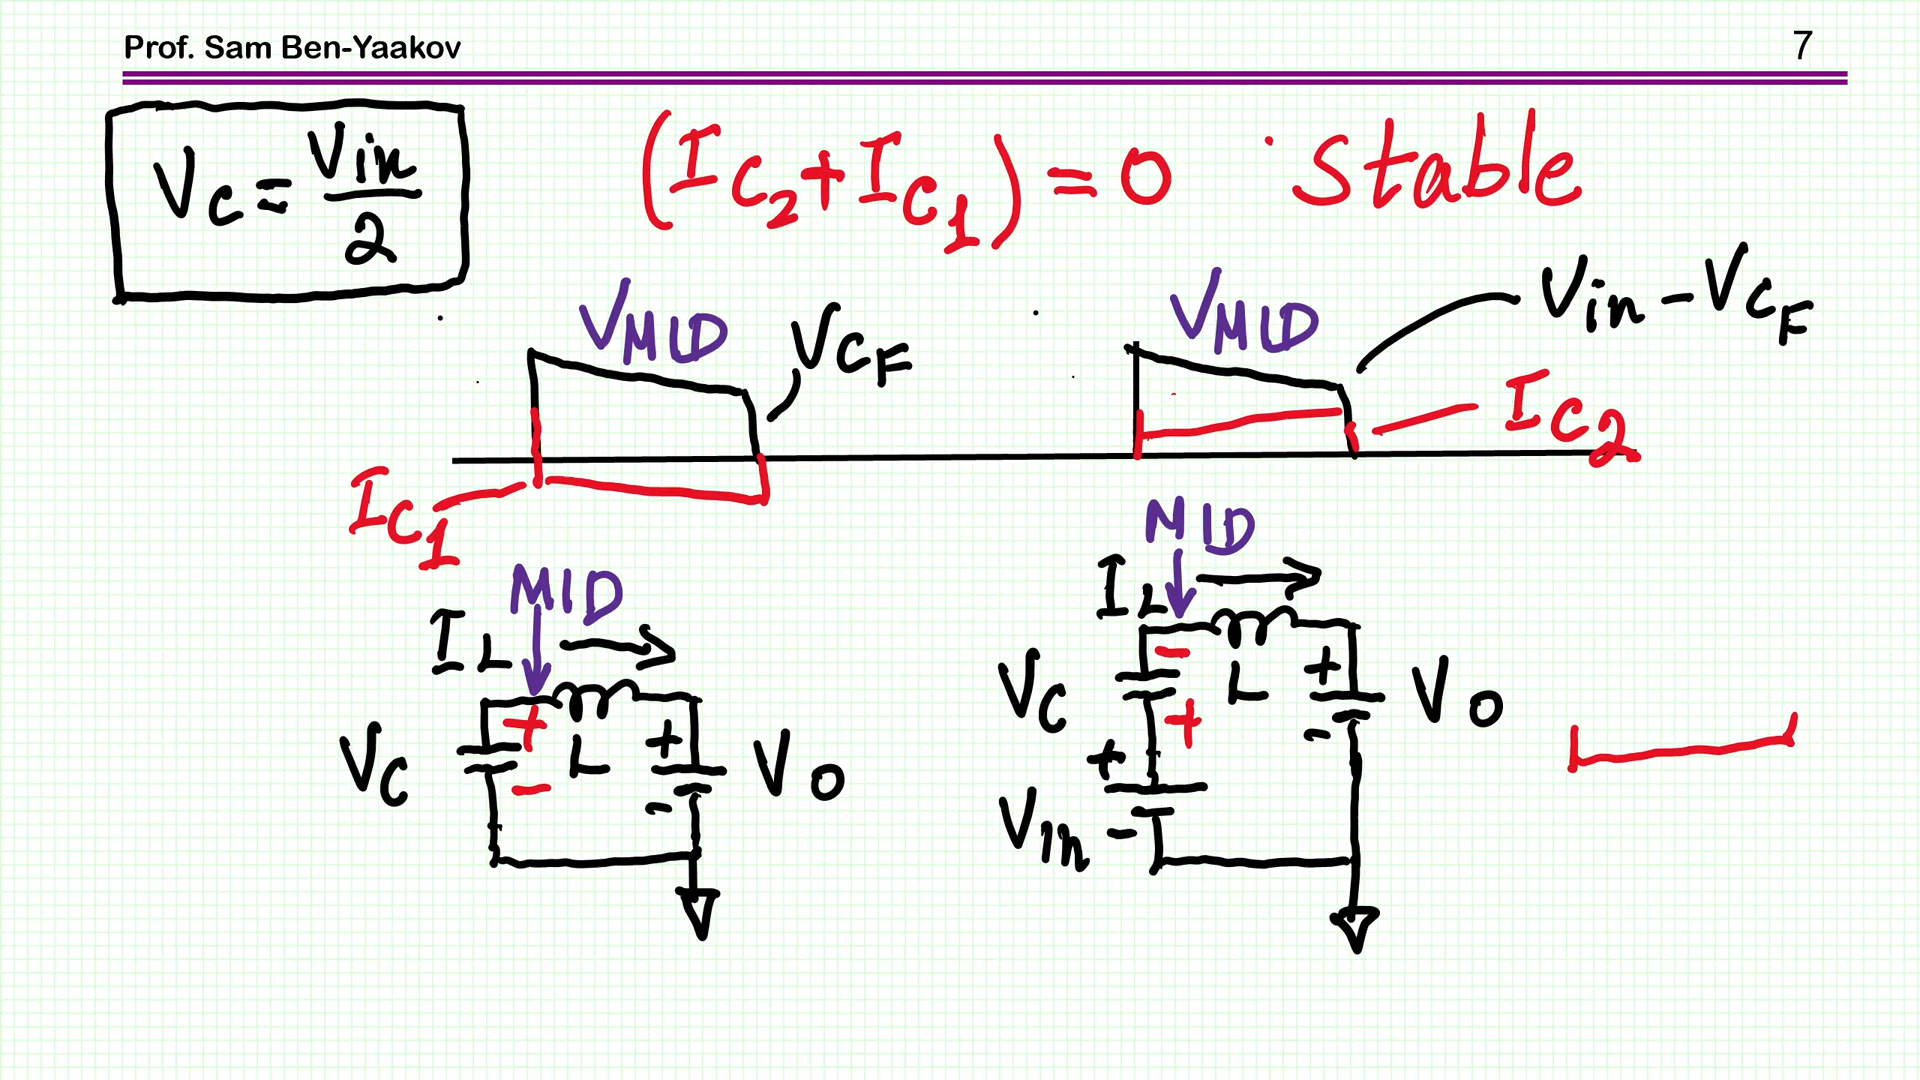 Prof. Sam Ben-Yaakov 7
Vc = Vin/2
(Ic2 + Ic1) = 0 Stable
VMID VCF VMID Vin - VCF
Ic1 Ic2
MID MID
IL IL
+ - Vc L + - Vo
- + Vc L + - Vo
+ - Vin